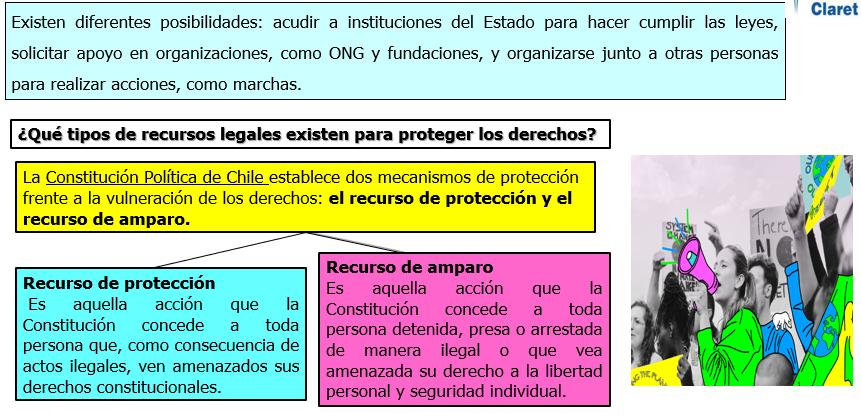 Claret
Existen diferentes posibilidades: acudir a instituciones del Estado para hacer cumplir las leyes,
solicitar apoyo en organizaciones, como ONG y fundaciones, y organizarse junto a otras personas
para realizar acciones, como marchas.
¿Qué tipos de recursos legales existen para proteger los derechos?
La Constitución Política de Chile establece dos mecanismos de protección
frente a la vulneración de los derechos: el recurso de protección y el
recurso de amparo.
Recurso de protección
Es aquella acción que la
Constitución concede a toda
persona que, como consecuencia de
actos ilegales, ven amenazados sus
derechos constitucionales.
Recurso de amparo
Es aquella acción que la
Constitución concede a toda
persona detenida, presa o arrestada
de manera ilegal o que vea
amenazada su derecho a la libertad
personal y seguridad individual.
SYSTEM
There